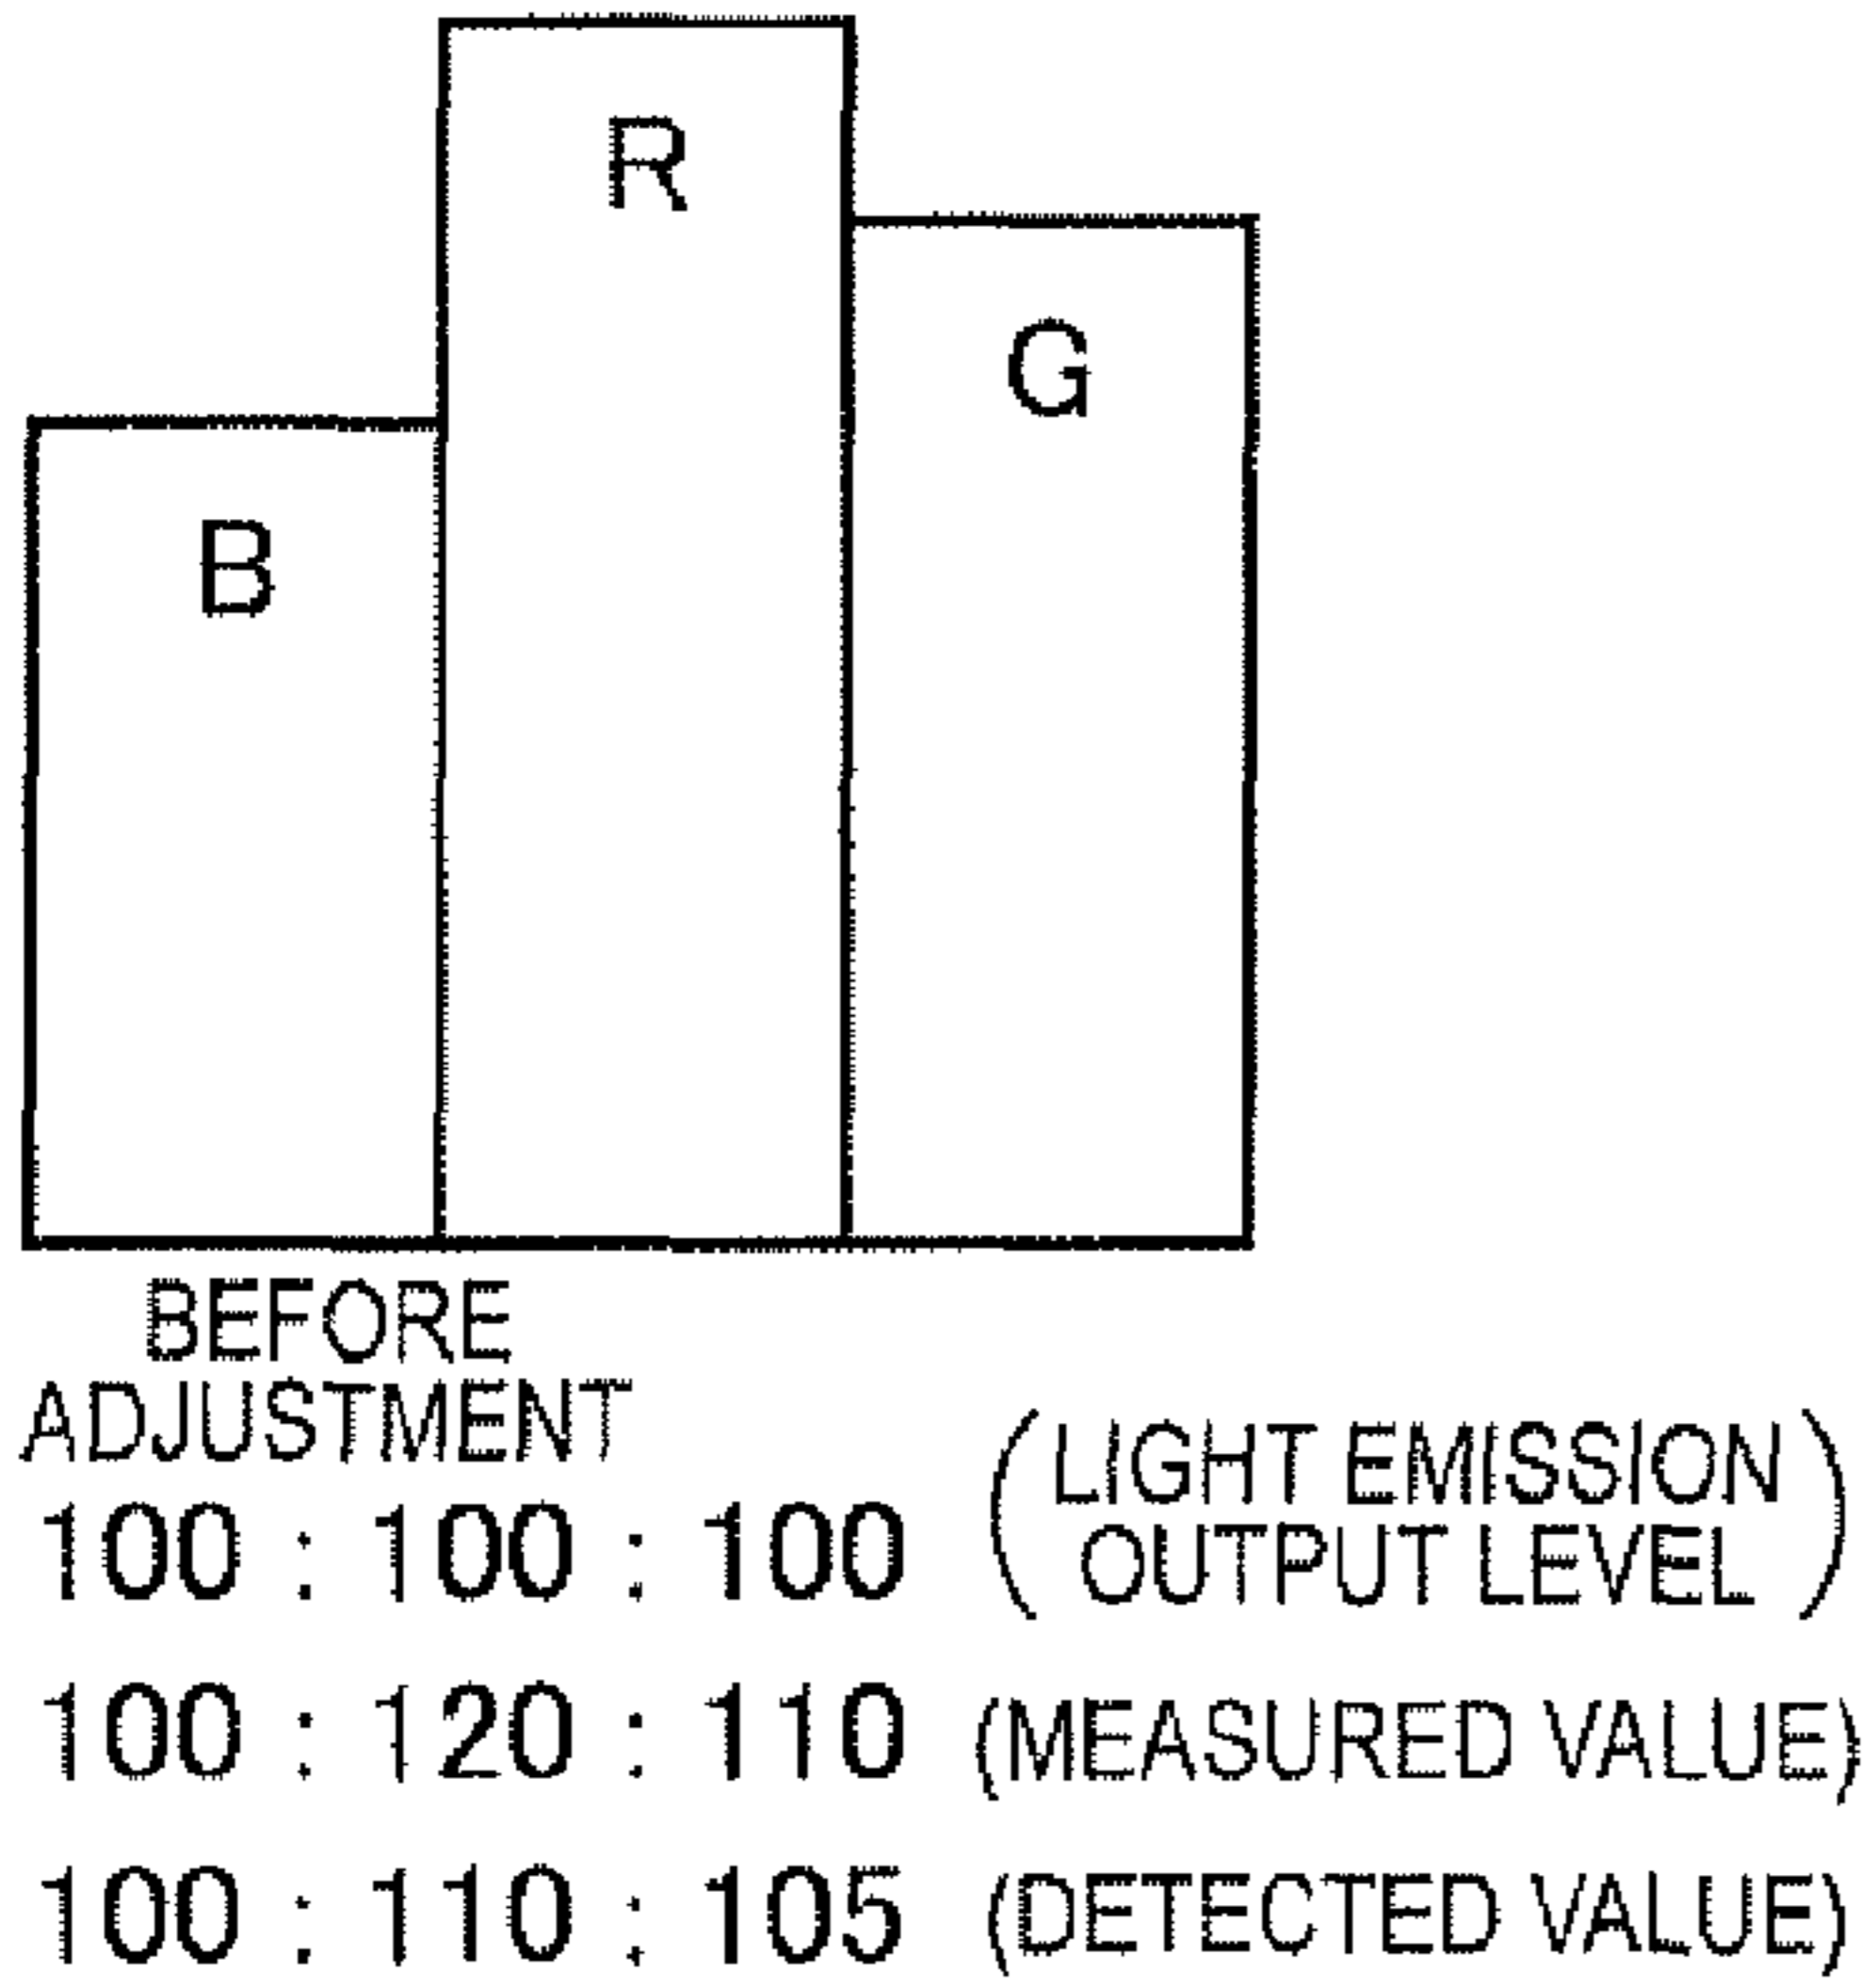 R
G
B
BEFORE
ADJUSTMENT
100 : 100 : 100 (LIGHT EMISSION
OUTPUT LEVEL)
100 : 120 : 110 (MEASURED VALUE)
100 : 110 : 105 (DETECTED VALUE)